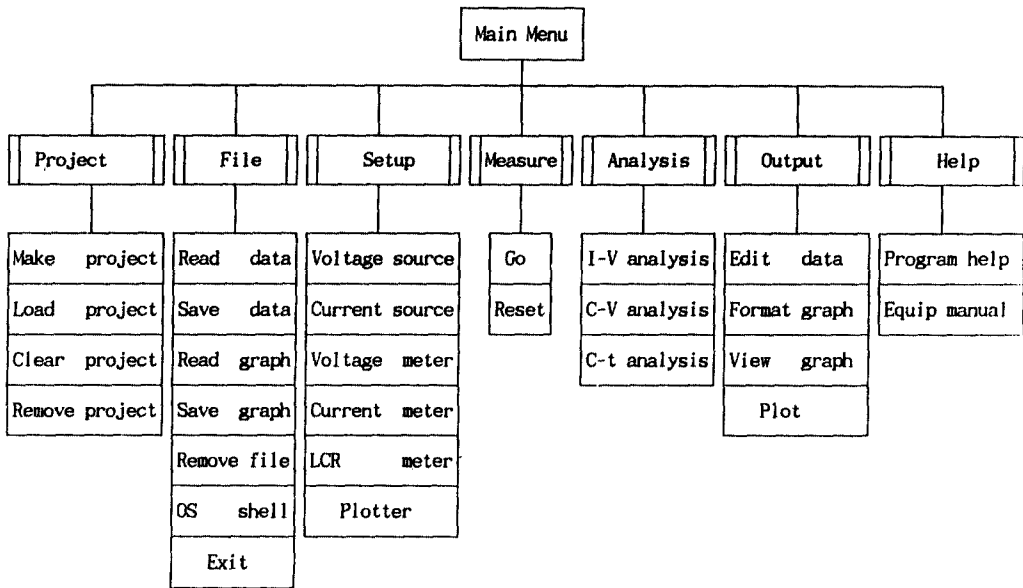 Main Menu
Project
File
Setup
Measure
Analysis
Output
Help
Make project
Load project
Clear project
Remove project
Read data
Save data
Read graph
Save graph
Remove file
OS shell
Exit
Voltage source
Current source
Voltage meter
Current meter
LCR meter
Plotter
Go
Reset
I-V analysis
C-V analysis
C-t analysis
Edit data
Format graph
View graph
Plot
Program help
Equip manual